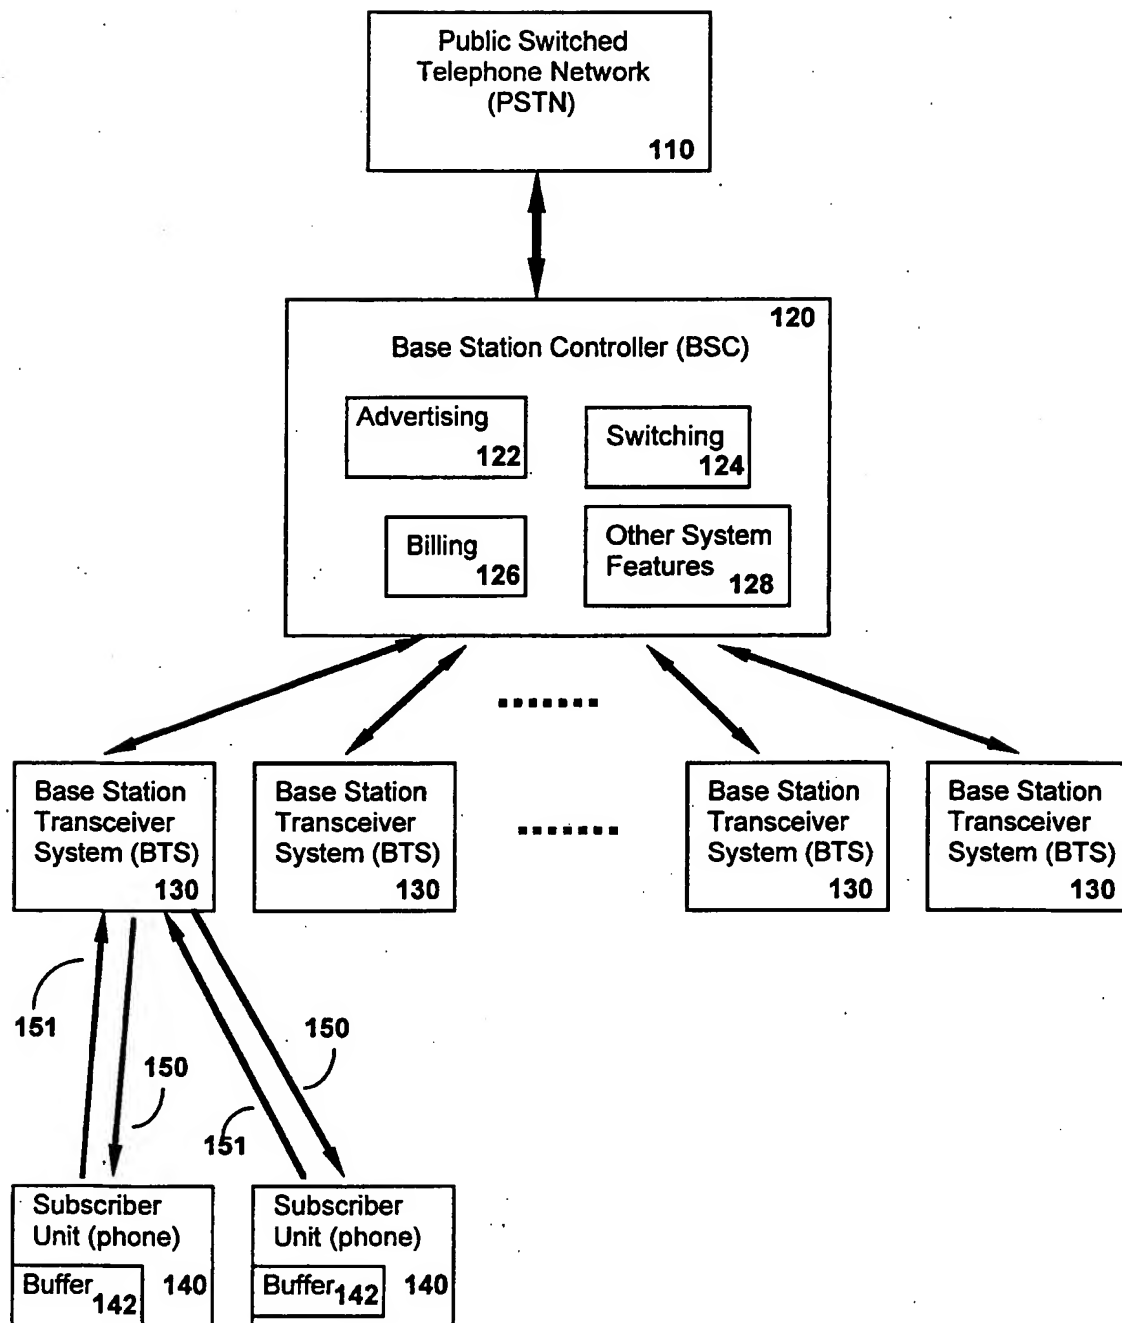 Public Switched
Telephone Network
(PSTN)
110
120
Base Station Controller (BSC)
Advertising
122
Switching
124
Billing
126
Other System
Features
128
Base Station
Transceiver
System (BTS)
130
Base Station
Transceiver
System (BTS)
130
Base Station
Transceiver
System (BTS)
130
Base Station
Transceiver
System (BTS)
130
151
150
150
151
Subscriber
Unit (phone)
Buffer
142
140
Subscriber
Unit (phone)
Buffer
142
140